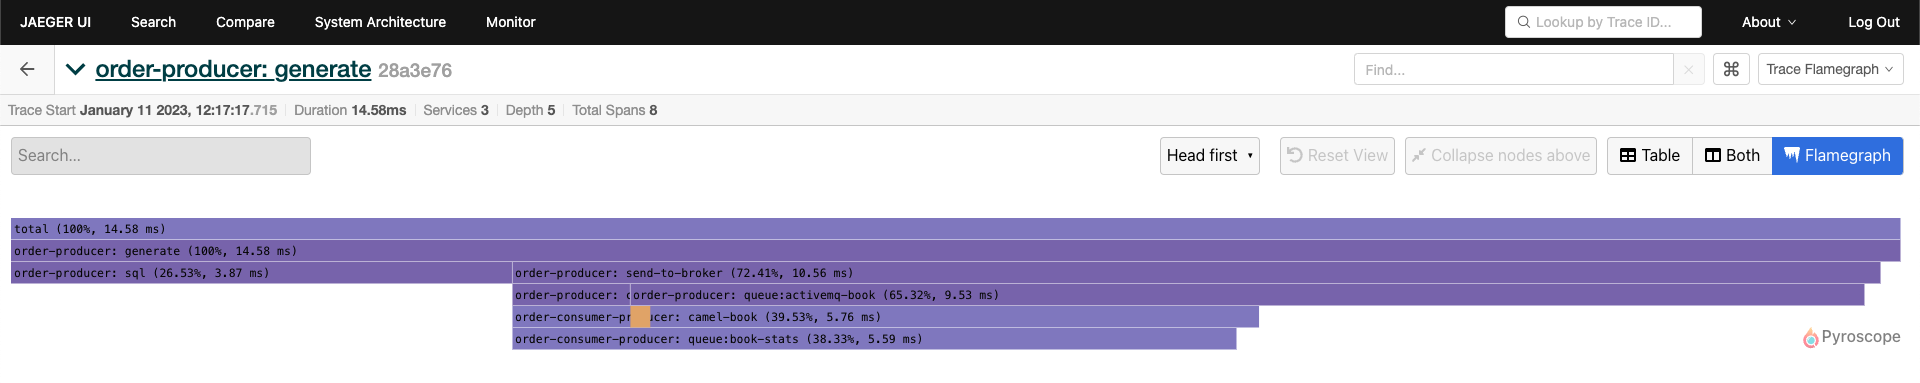 JAEGER UI Search Compare System Architecture Monitor Lookup by Trace ID... About Log Out
order-producer: generate 28a3e76 Find... Trace Flamegraph
Trace Start January 11 2023, 12:17:17.715 Duration 14.58ms Services 3 Depth 5 Total Spans 8
Search... Head first Reset View Collapse nodes above Table Both Flamegraph
total (100%, 14.58 ms)
order-producer: generate (100%, 14.58 ms)
order-producer: sql (26.53%, 3.87 ms) order-producer: send-to-broker (72.41%, 10.56 ms)
order-producer: order-producer: queue:activemq-book (65.32%, 9.53 ms)
order-consumer-producer: camel-book (39.53%, 5.76 ms)
order-consumer-producer: queue:book-stats (38.33%, 5.59 ms)
Pyroscope